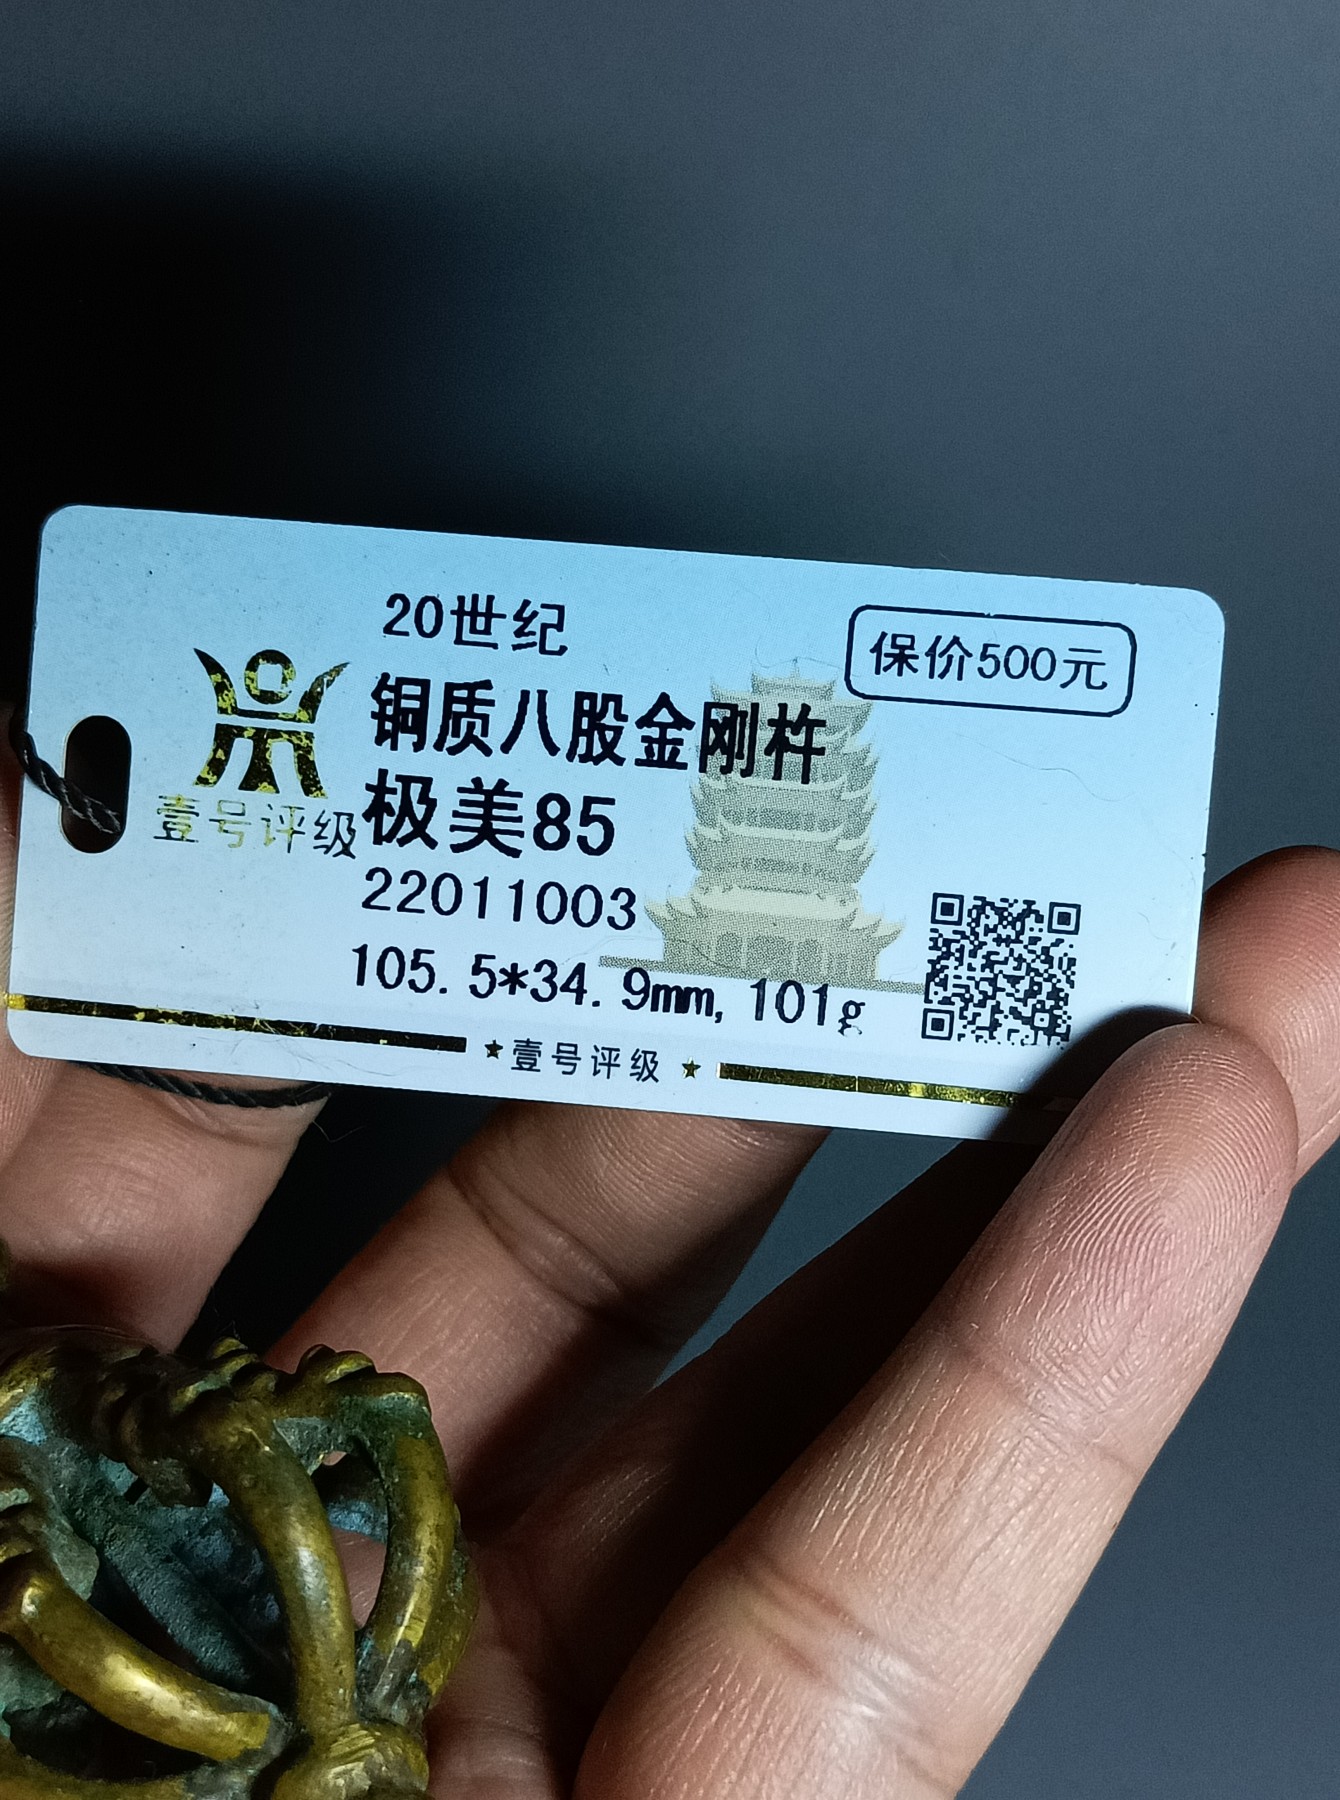 20世纪
保价500元
铜质八股金刚杵
极美85
壹号评级
22011003
105.5*34.9mm, 101g
★壹号评级★